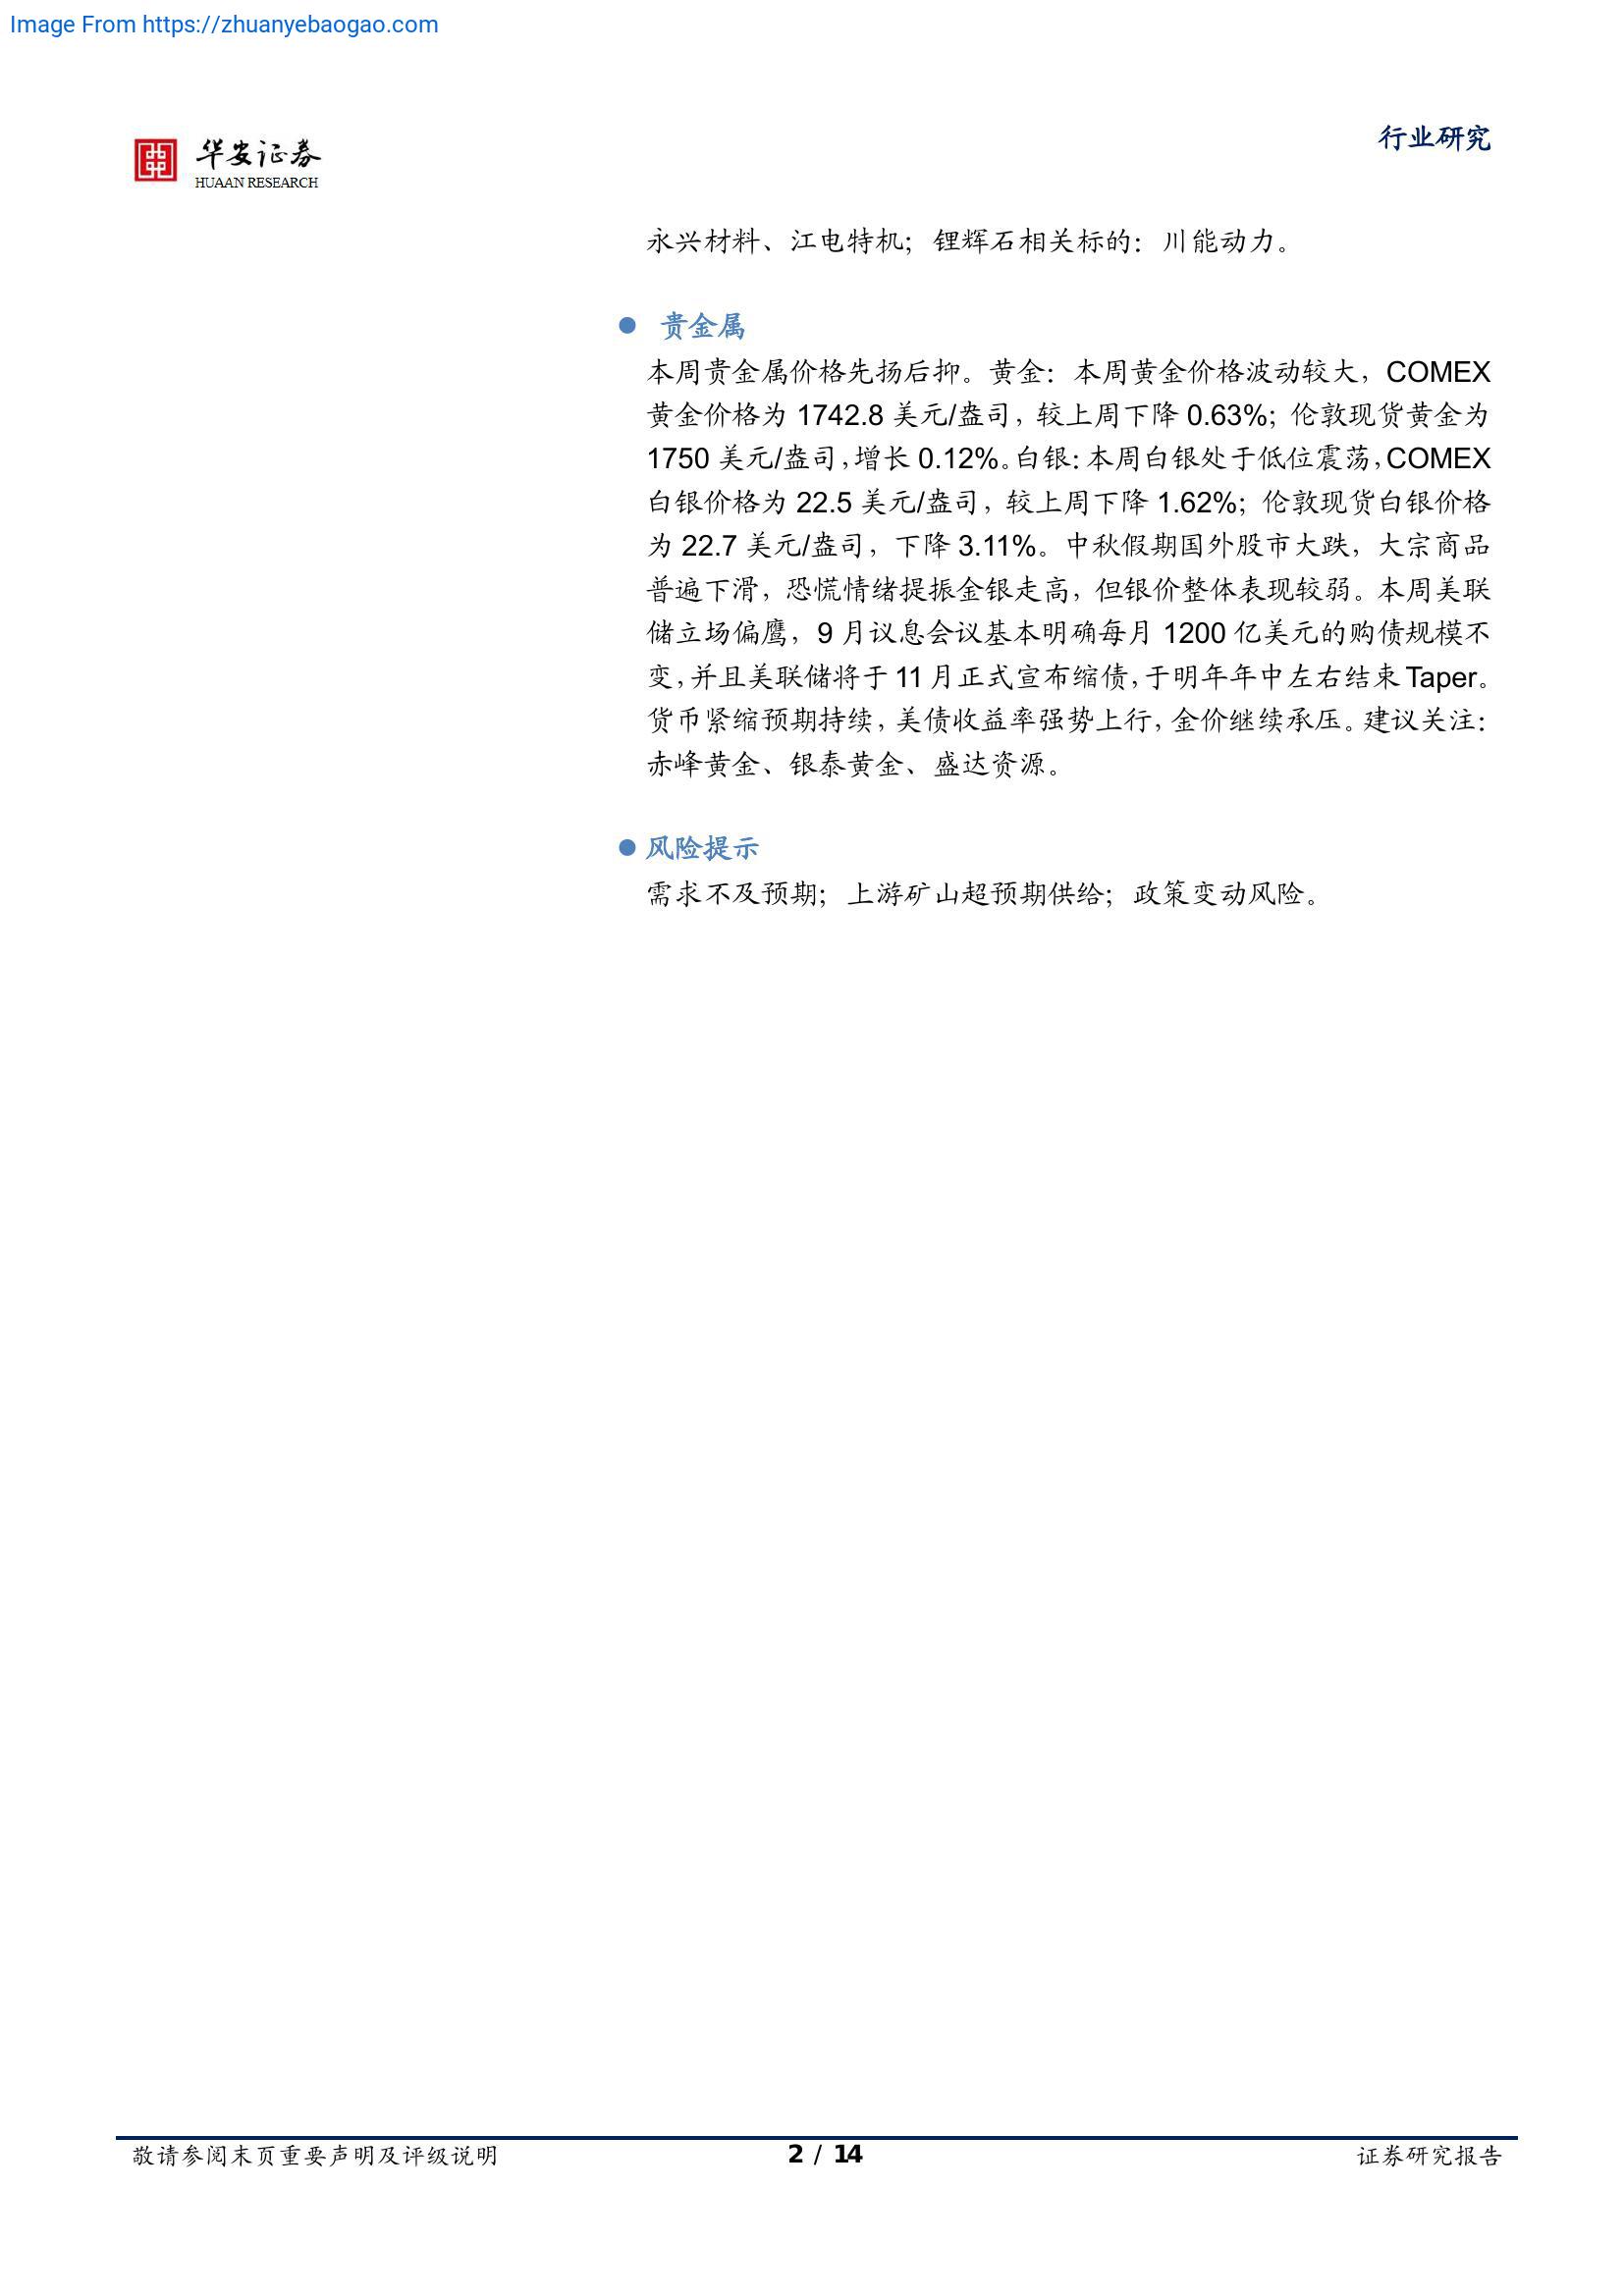 Image From https://zhuanyebaogao.com
华安证券
HUAAN RESEARCH
行业研究
永兴材料、江电特机；锂辉石相关标的：川能动力。
贵金属
本周贵金属价格先扬后抑。黄金：本周黄金价格波动较大，COMEX
黄金价格为 1742.8 美元/盎司，较上周下降 0.63%；伦敦现货黄金为
1750 美元/盎司，增长 0.12%。白银：本周白银处于低位震荡，COMEX
白银价格为 22.5 美元/盎司，较上周下降 1.62%；伦敦现货白银价格
为 22.7 美元/盎司，下降 3.11%。中秋假期国外股市大跌，大宗商品
普遍下滑，恐慌情绪提振金银走高，但银价整体表现较弱。本周美联
储立场偏鹰，9 月议息会议基本明确每月 1200 亿美元的购债规模不
变，并且美联储将于 11 月正式宣布缩债，于明年年中左右结束 Taper。
货币紧缩预期持续，美债收益率强势上行，金价继续承压。建议关注：
赤峰黄金、银泰黄金、盛达资源。
风险提示
需求不及预期；上游矿山超预期供给；政策变动风险。
敬请参阅末页重要声明及评级说明
2 / 14
证券研究报告